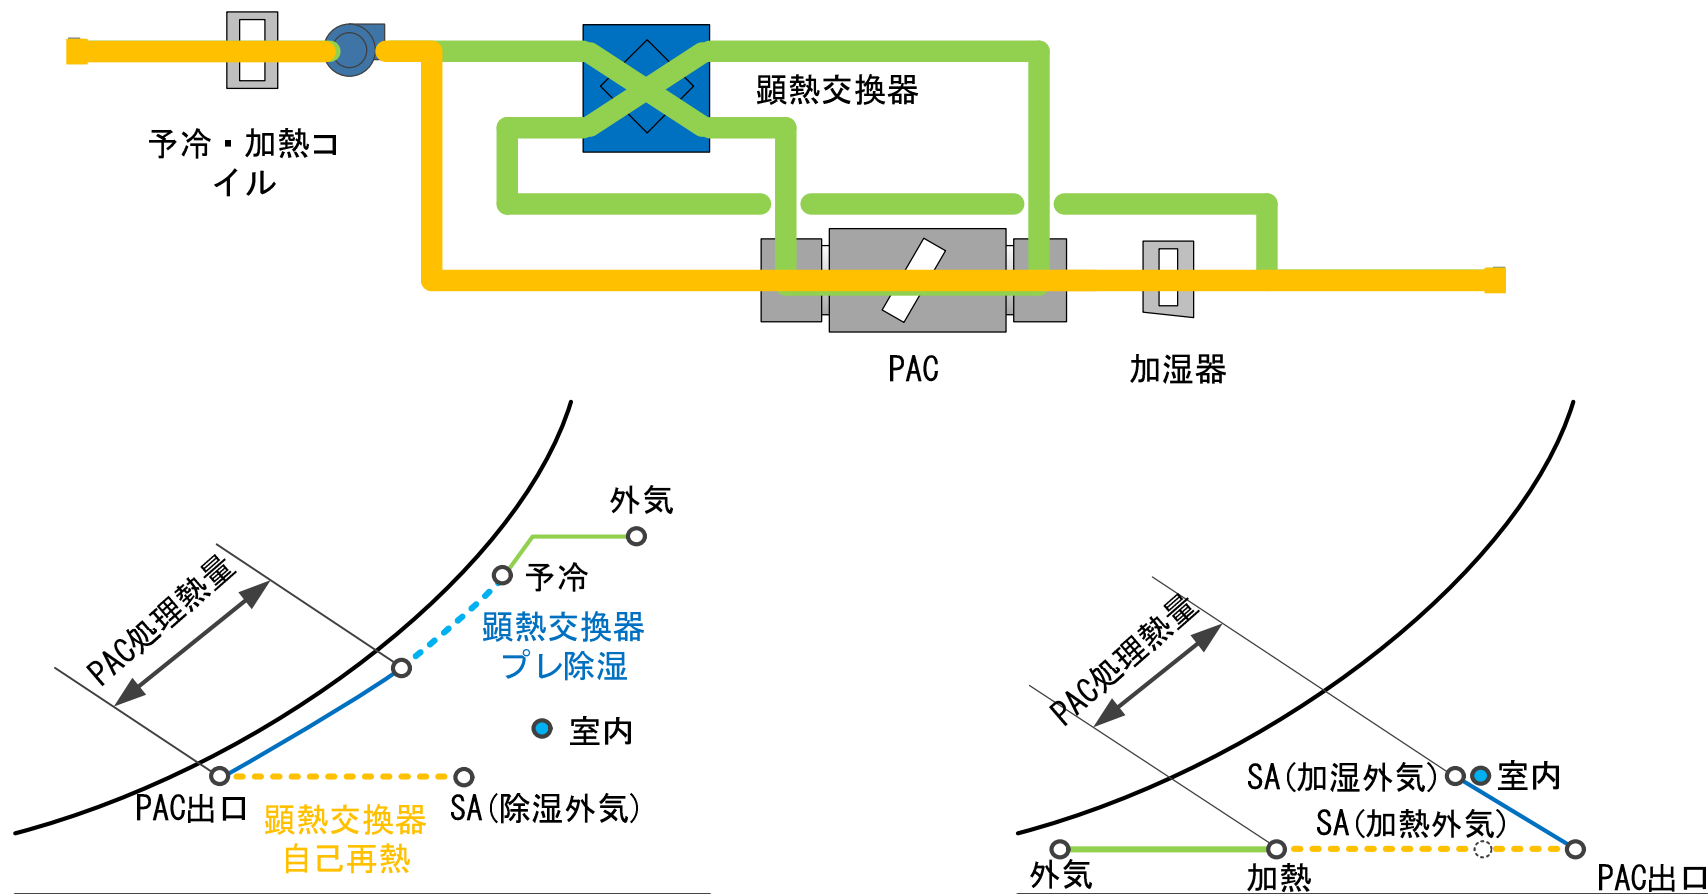 顕熱交換器
予冷・加熱コ
イル
PAC
加湿器
外気
予冷
PAC処理熱量
顕熱交換器
プレ除湿
室内
PAC出口
SA(除湿外気)
顕熱交換器
自己再熱
PAC処理熱量
SA(加湿外気)
室内
SA(加熱外気)
外気
加熱
PAC出口